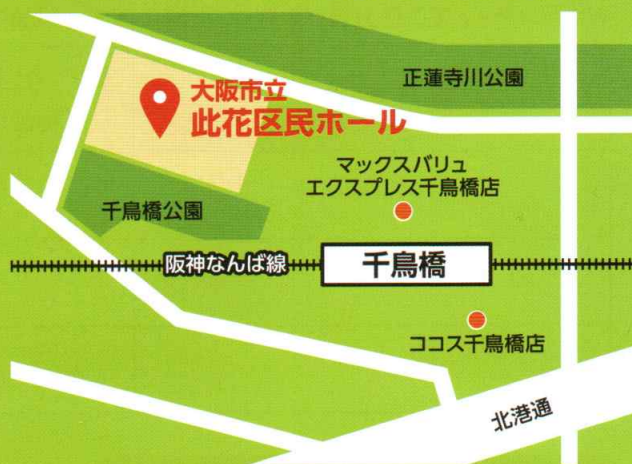 正蓮寺川公園
大阪市立
此花区民ホール
マックスバリュ
エクスプレス千鳥橋店
千鳥橋公園
阪神なんば線
千鳥橋
ココス千鳥橋店
北港通